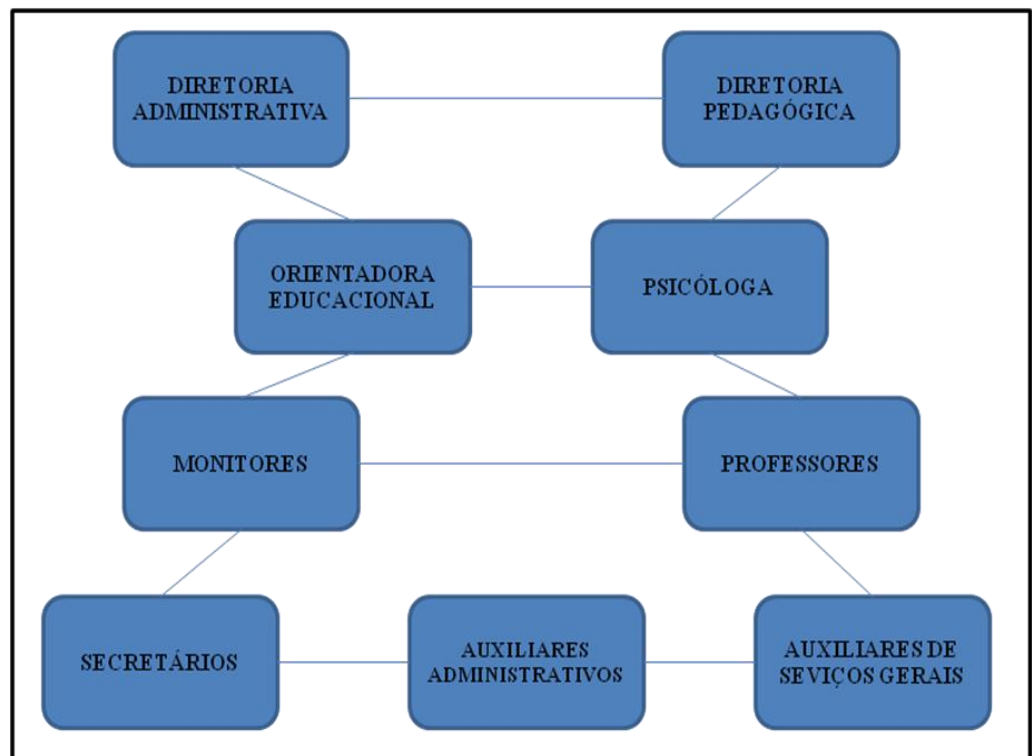 DIRETORIA
ADMINISTRATIVA
DIRETORIA
PEDAGÓGICA
ORIENTADORA
EDUCACIONAL
PSICÓLOGA
MONITORES
PROFESSORES
SECRETÁRIOS
AUXILIARES
ADMINISTRATIVOS
AUXILIARES DE
SEVIÇOS GERAIS